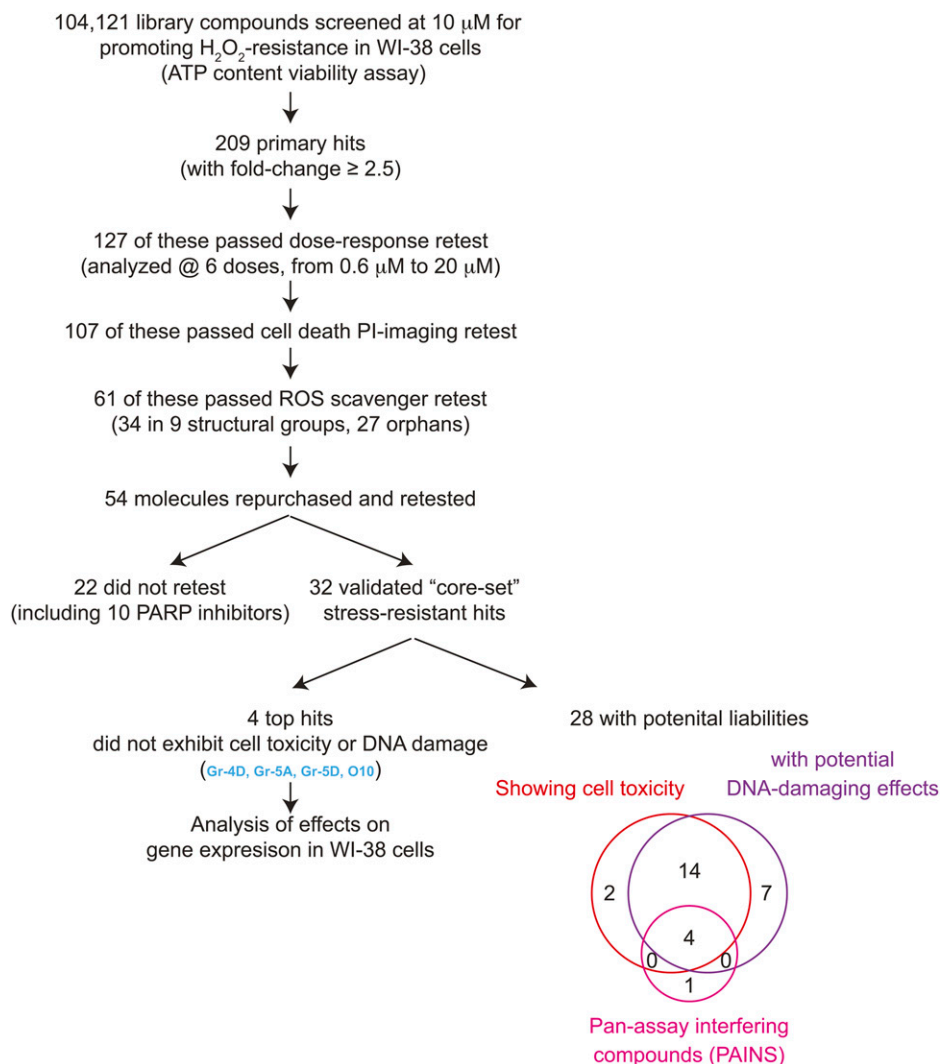 104,121 library compounds screened at 10 μM for
promoting H₂O₂-resistance in WI-38 cells
(ATP content viability assay)
209 primary hits
(with fold-change ≥ 2.5)
127 of these passed dose-response retest
(analyzed @ 6 doses, from 0.6 μM to 20 μM)
107 of these passed cell death PI-imaging retest
61 of these passed ROS scavenger retest
(34 in 9 structural groups, 27 orphans)
54 molecules repurchased and retested
22 did not retest
(including 10 PARP inhibitors)
32 validated “core-set”
stress-resistant hits
4 top hits
did not exhibit cell toxicity or DNA damage
(Gr-4D, Gr-5A, Gr-5D, O10)
Analysis of effects on
gene expresison in WI-38 cells
28 with potenital liabilities
Showing cell toxicity
with potential
DNA-damaging effects
2
14
7
4
0
0
1
Pan-assay interfering
compounds (PAINS)